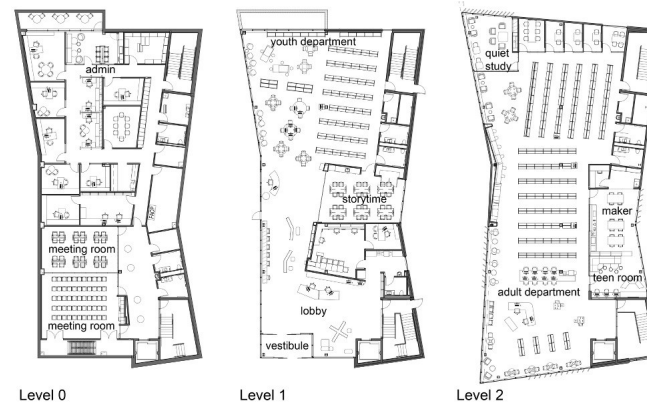 admin
meeting room
meeting room
Level 0
youth department
storytime
lobby
vestibule
Level 1
quiet
study
maker
teen room
adult department
Level 2